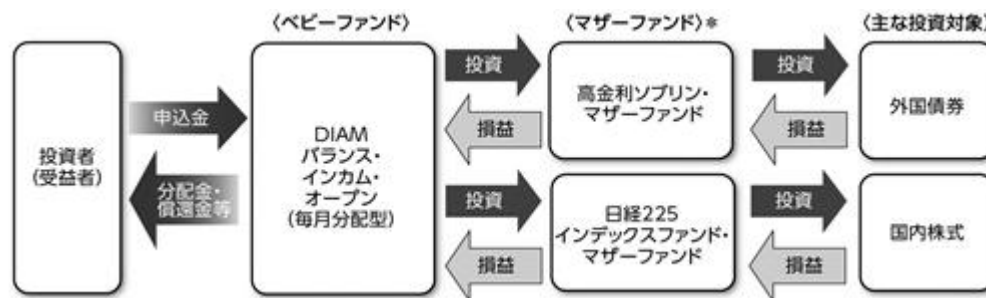 〈ベビーファンド〉
〈マザーファンド〉*
〈主な投資対象〉
投資者
(受益者)
申込金
分配金・
償還金等
DIAM
バランス・
インカム・
オープン
(毎月分配型)
投資
損益
高金利ソブリン・
マザーファンド
投資
損益
外国債券
投資
損益
日経225
インデックスファンド・
マザーファンド
投資
損益
国内株式